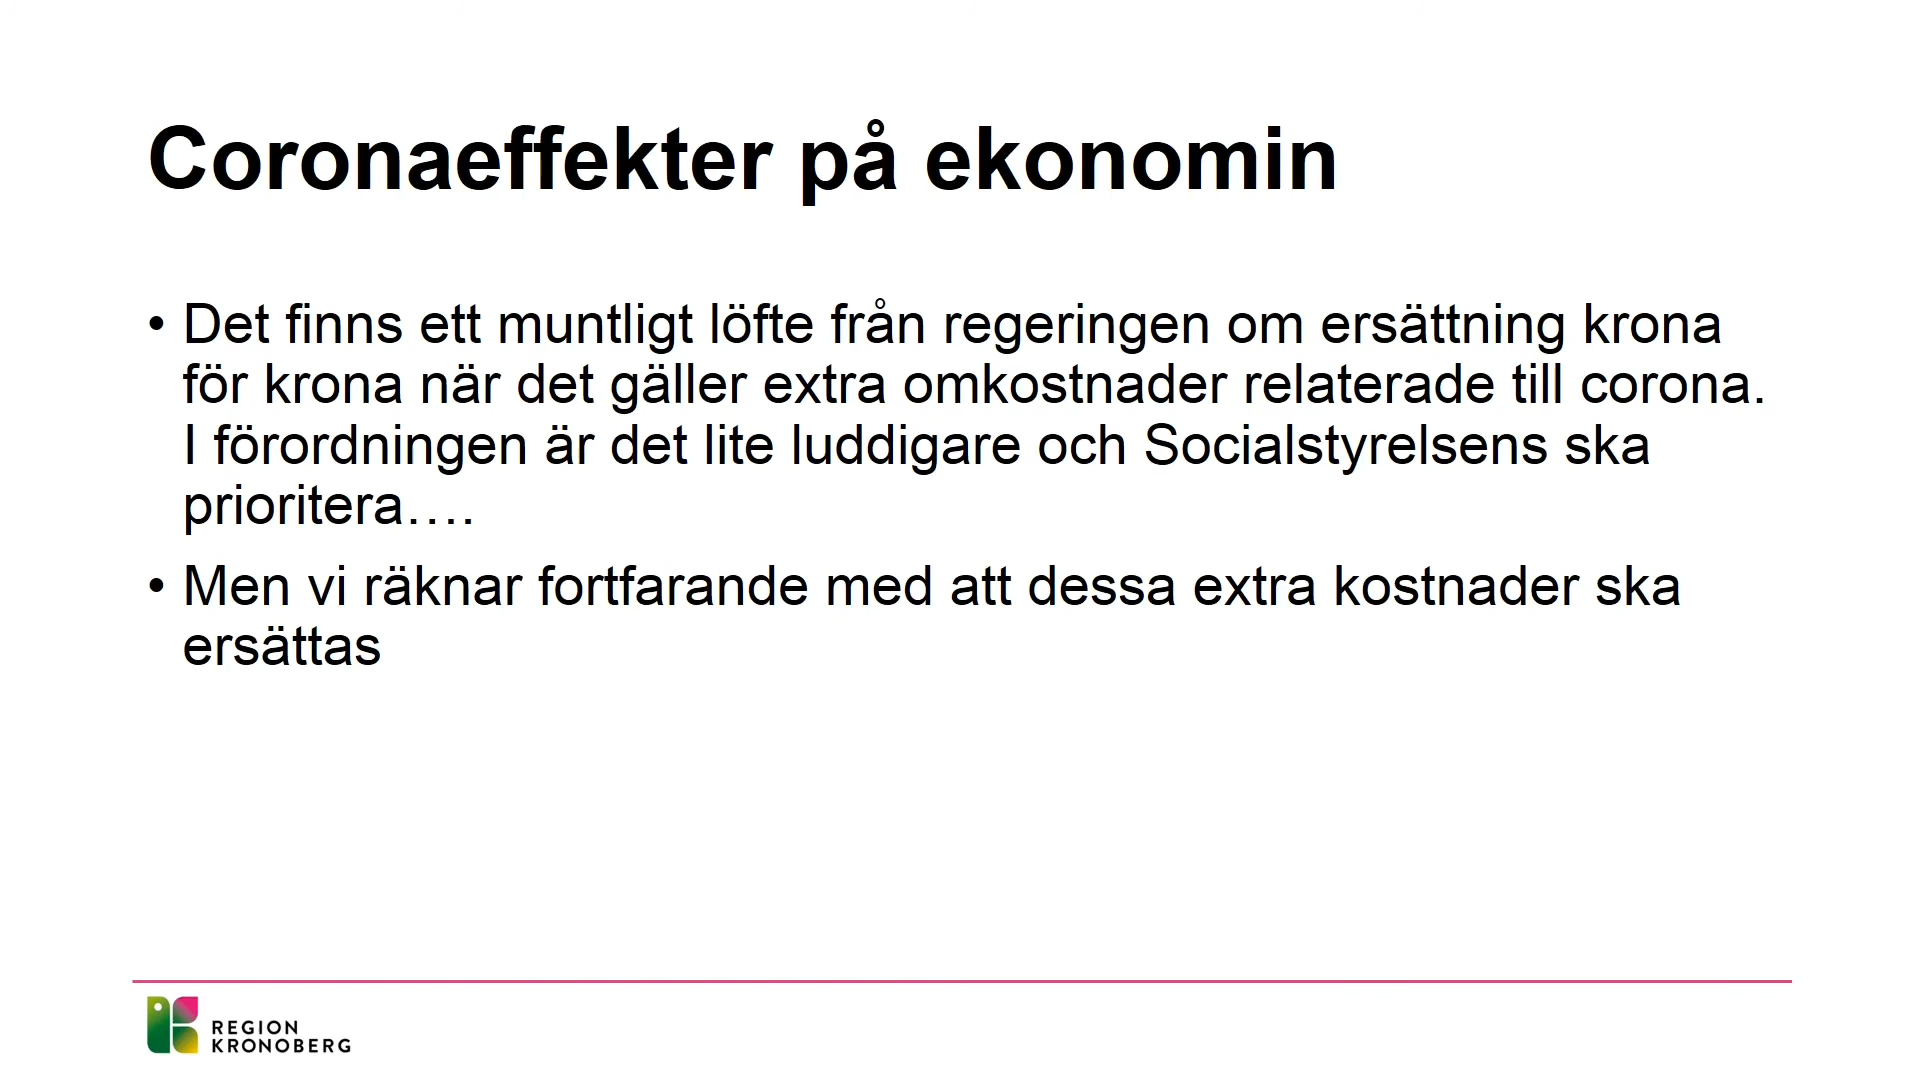 Coronaeffekter på ekonomin
• Det finns ett muntligt löfte från regeringen om ersättning krona
för krona när det gäller extra omkostnader relaterade till corona.
I förordningen är det lite luddigare och Socialstyrelsens ska
prioritera….
• Men vi räknar fortfarande med att dessa extra kostnader ska
ersättas
REGION
KRONOBERG